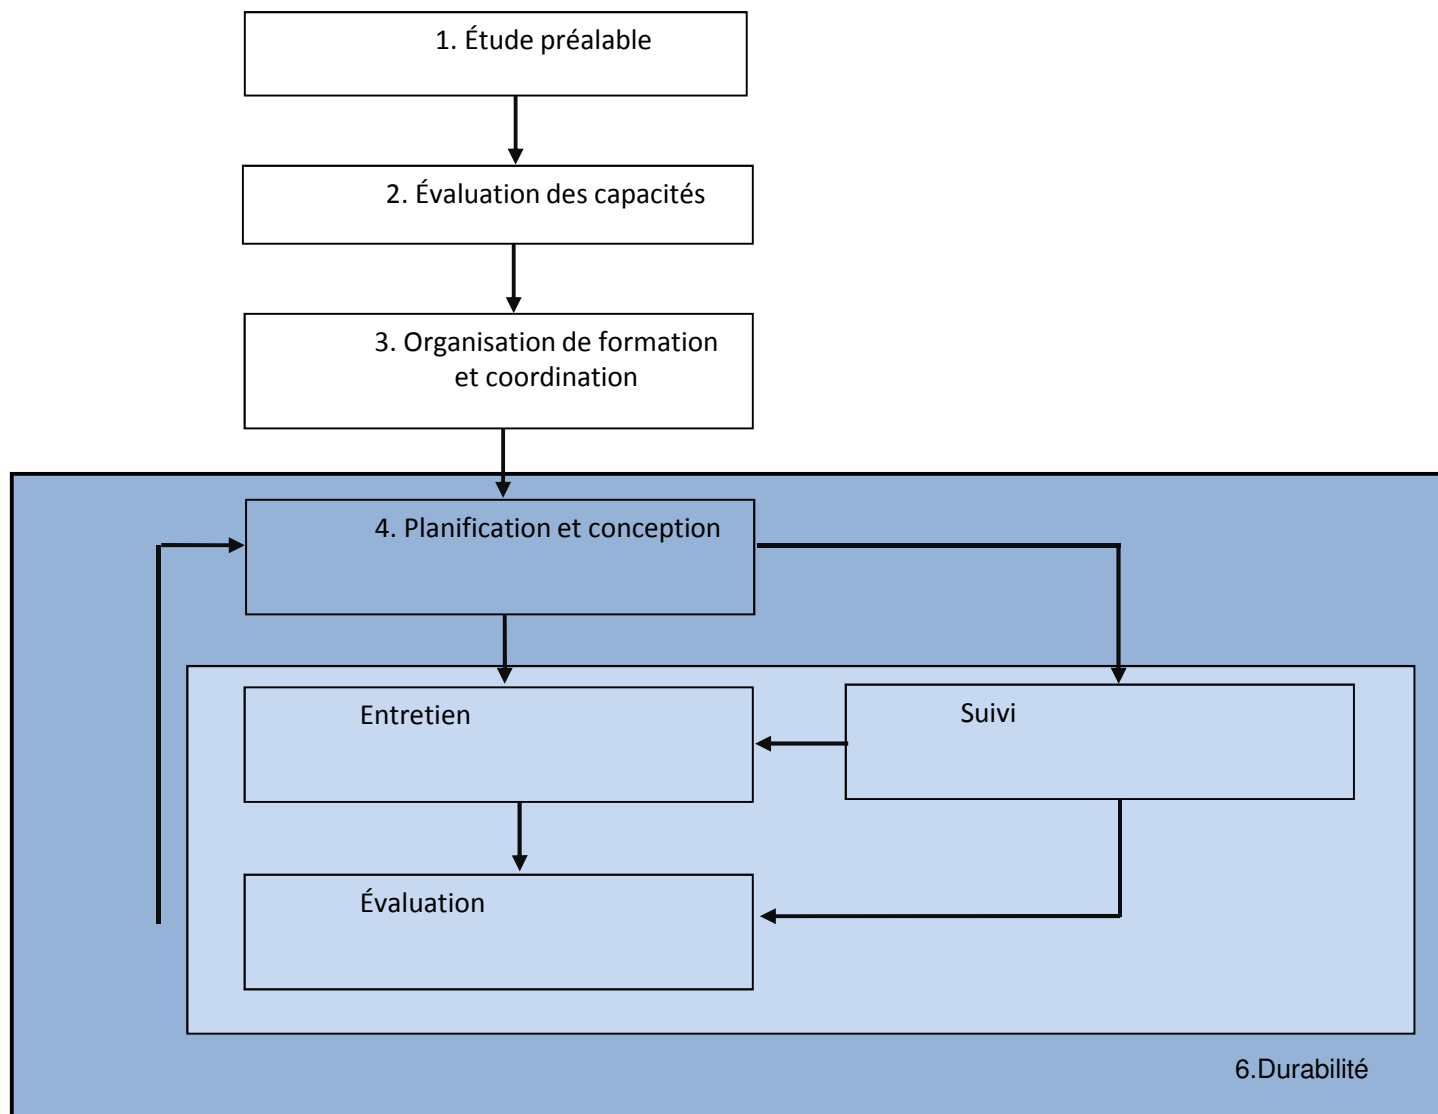 1. Étude préalable
2. Évaluation des capacités
3. Organisation de formation
et coordination
4. Planification et conception
Entretien
Suivi
Évaluation
6.Durabilité